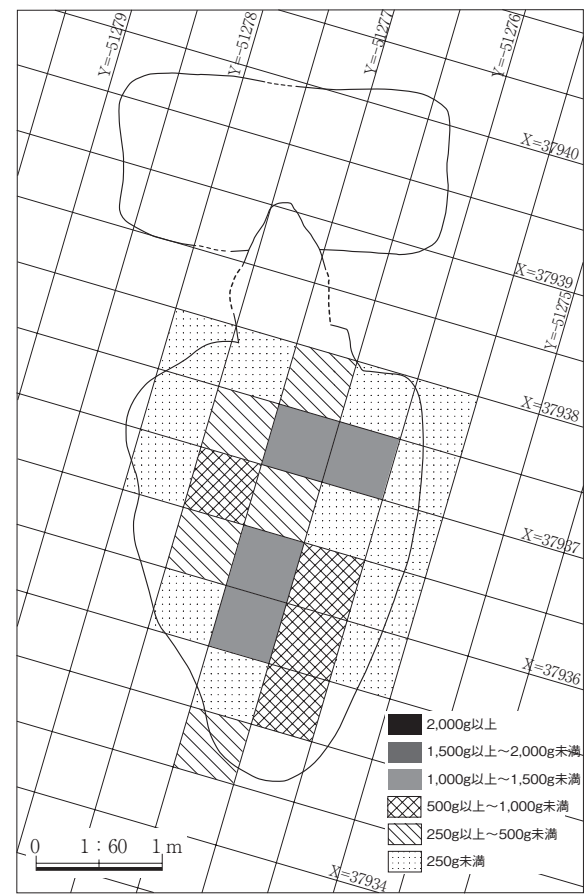 Y=-51279
Y=-51278
Y=-51277
Y=-51276
X=37940
X=37939
Y=-51275
X=37938
X=37937
X=37936
2,000g以上
1,500g以上～2,000g未満
1,000g以上～1,500g未満
500g以上～1,000g未満
250g以上～500g未満
250g未満
0 1：60 1m
X=37934